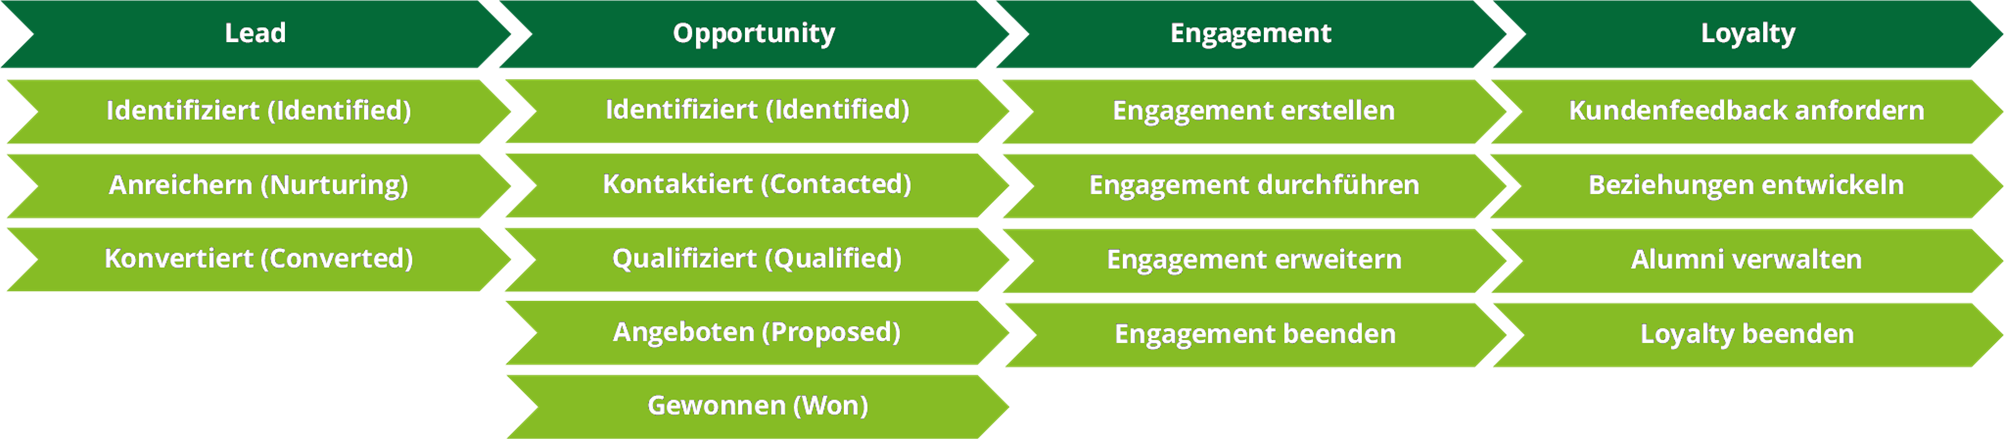 Lead
Opportunity
Engagement
Loyalty
Identifiziert (Identified)
Identifiziert (Identified)
Engagement erstellen
Kundenfeedback anfordern
Anreichern (Nurturing)
Kontaktiert (Contacted)
Engagement durchführen
Beziehungen entwickeln
Konvertiert (Converted)
Qualifiziert (Qualified)
Engagement erweitern
Alumni verwalten
Angeboten (Proposed)
Engagement beenden
Loyalty beenden
Gewonnen (Won)